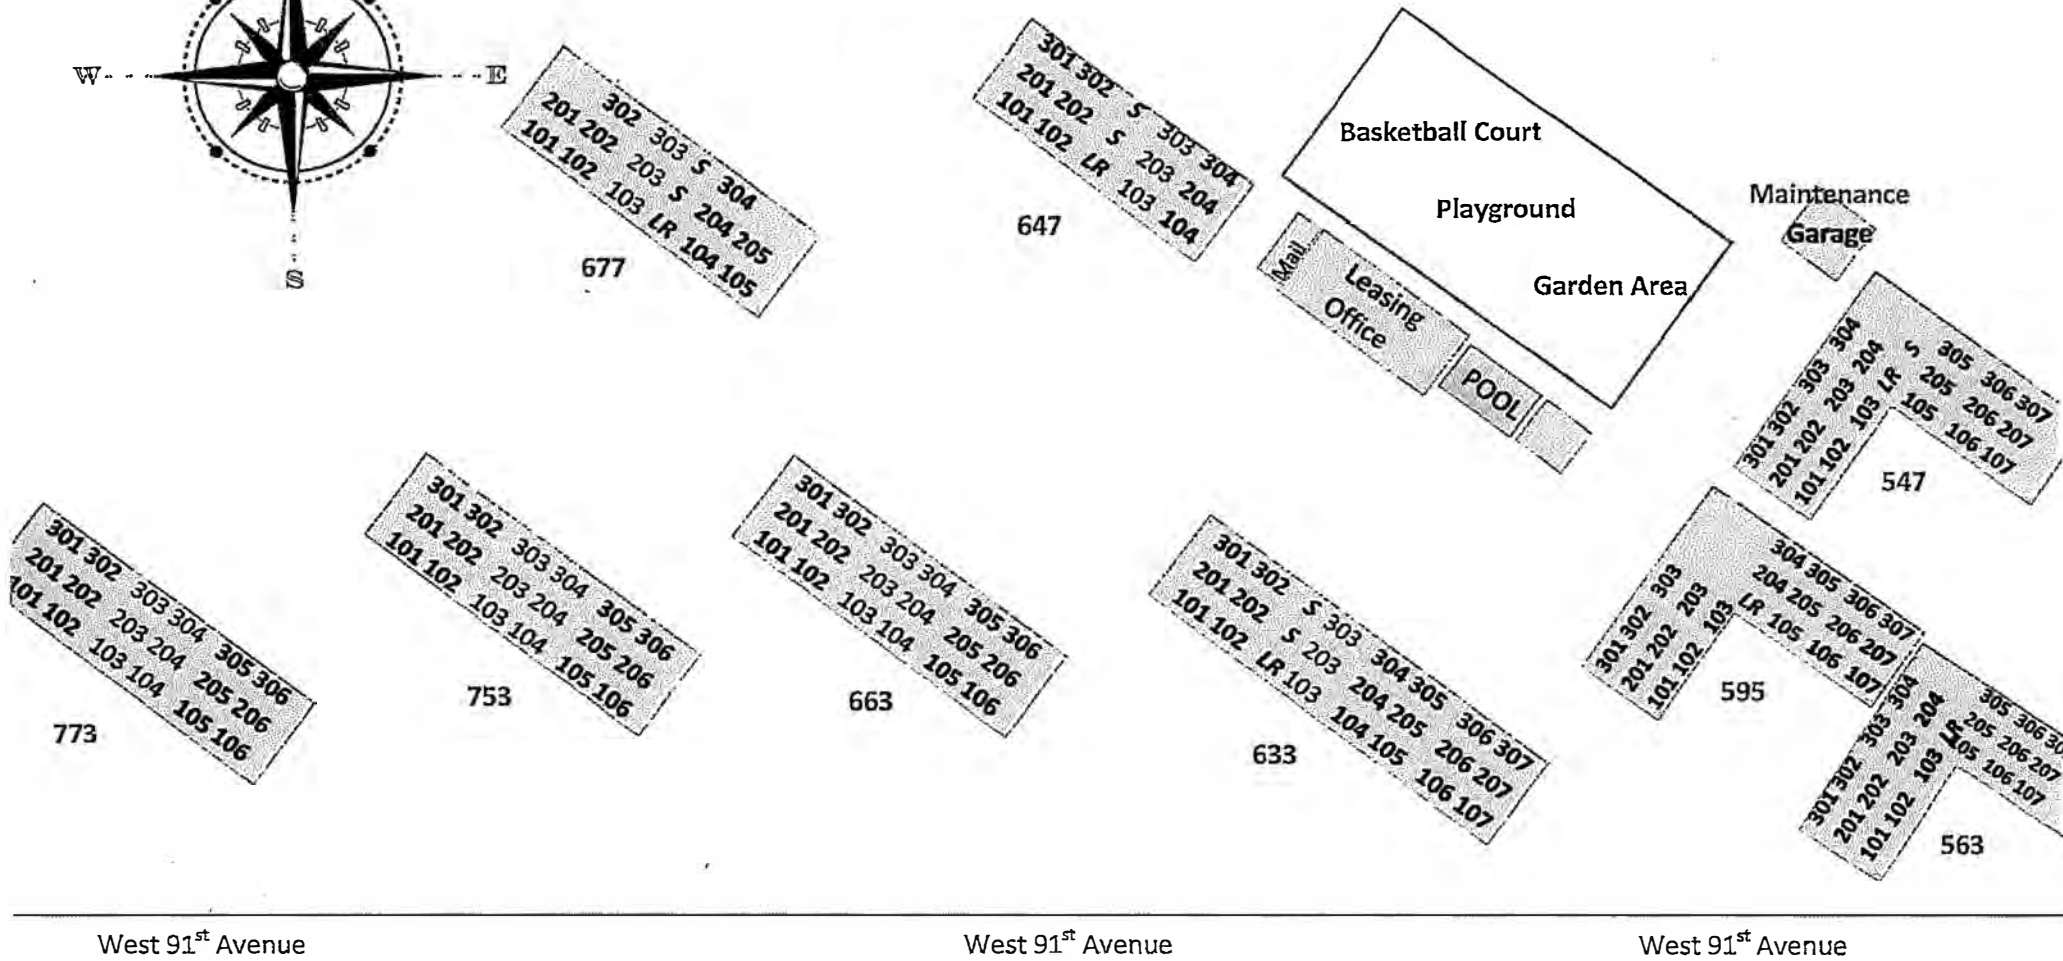 W
E
S
302 303 S 304
201 202 203 S 204 205
101 102 103 LR 104 105
677
301 302 S 303 304
201 202 S 203 204
101 102 LR 103 104
647
Basketball Court
Playground
Garden Area
Mail
Leasing
Office
POOL
Maintenance
Garage
301 302 303 304 S 305 306 307
201 202 203 204 LR 205 206 207
101 102 103 105 106 107
547
301 302 303 304 305 306
201 202 203 204 205 206
101 102 103 104 105 106
773
301 302 303 304 305 306
201 202 203 204 205 206
101 102 103 104 105 106
753
301 302 303 304 305 306
201 202 203 204 205 206
101 102 103 104 105 106
663
301 302 S 303 304 305 306 307
201 202 S 203 204 205 206 207
101 102 LR 103 104 105 106 107
633
301 302 303 304 305 306 307
201 202 203 204 205 206 207
101 102 103 LR 105 106 107
595
301 302 303 304 305 306
201 202 203 204 LR 205 206 207
101 102 103 105 106 107
563
West 91st Avenue
West 91st Avenue
West 91st Avenue